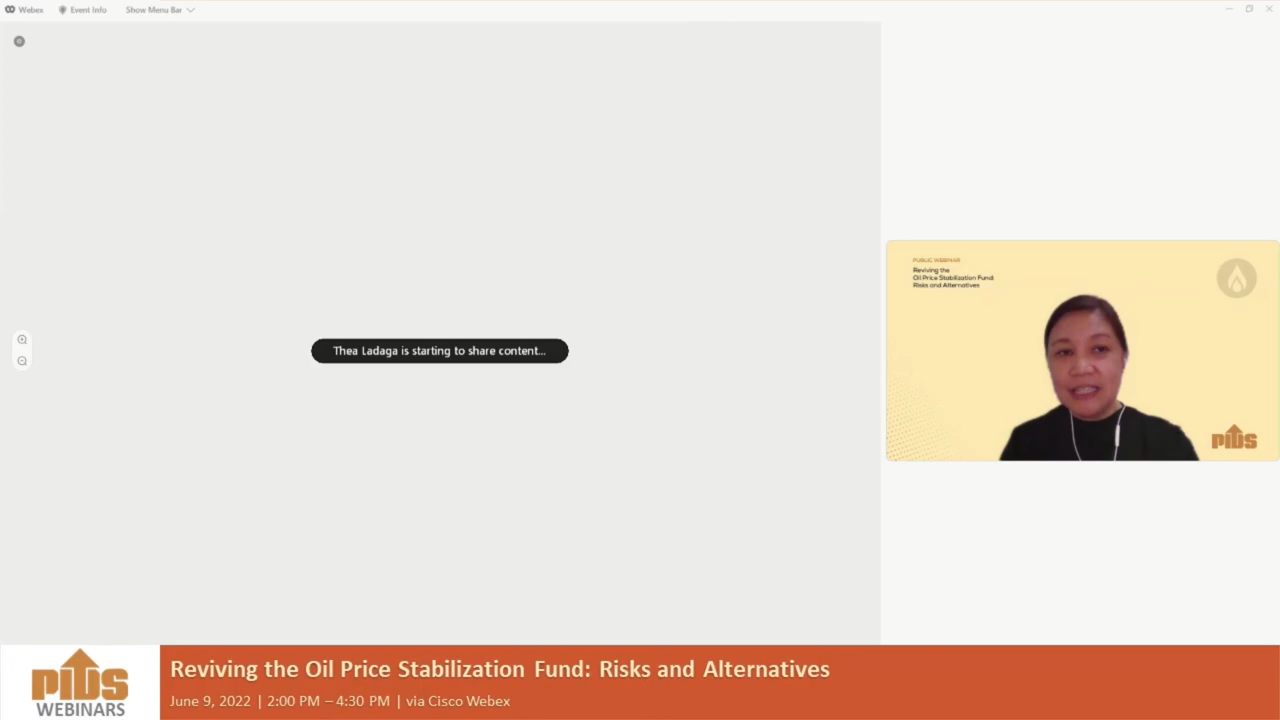 Webex
Event Info
Show Menu Bar
Thea Ladaga is starting to share content...
PUBLIC WEBINAR
Reviving the
Oil Price Stabilization Fund:
Risks and Alternatives
pids
pids
WEBINARS
Reviving the Oil Price Stabilization Fund: Risks and Alternatives
June 9, 2022 | 2:00 PM – 4:30 PM | via Cisco Webex